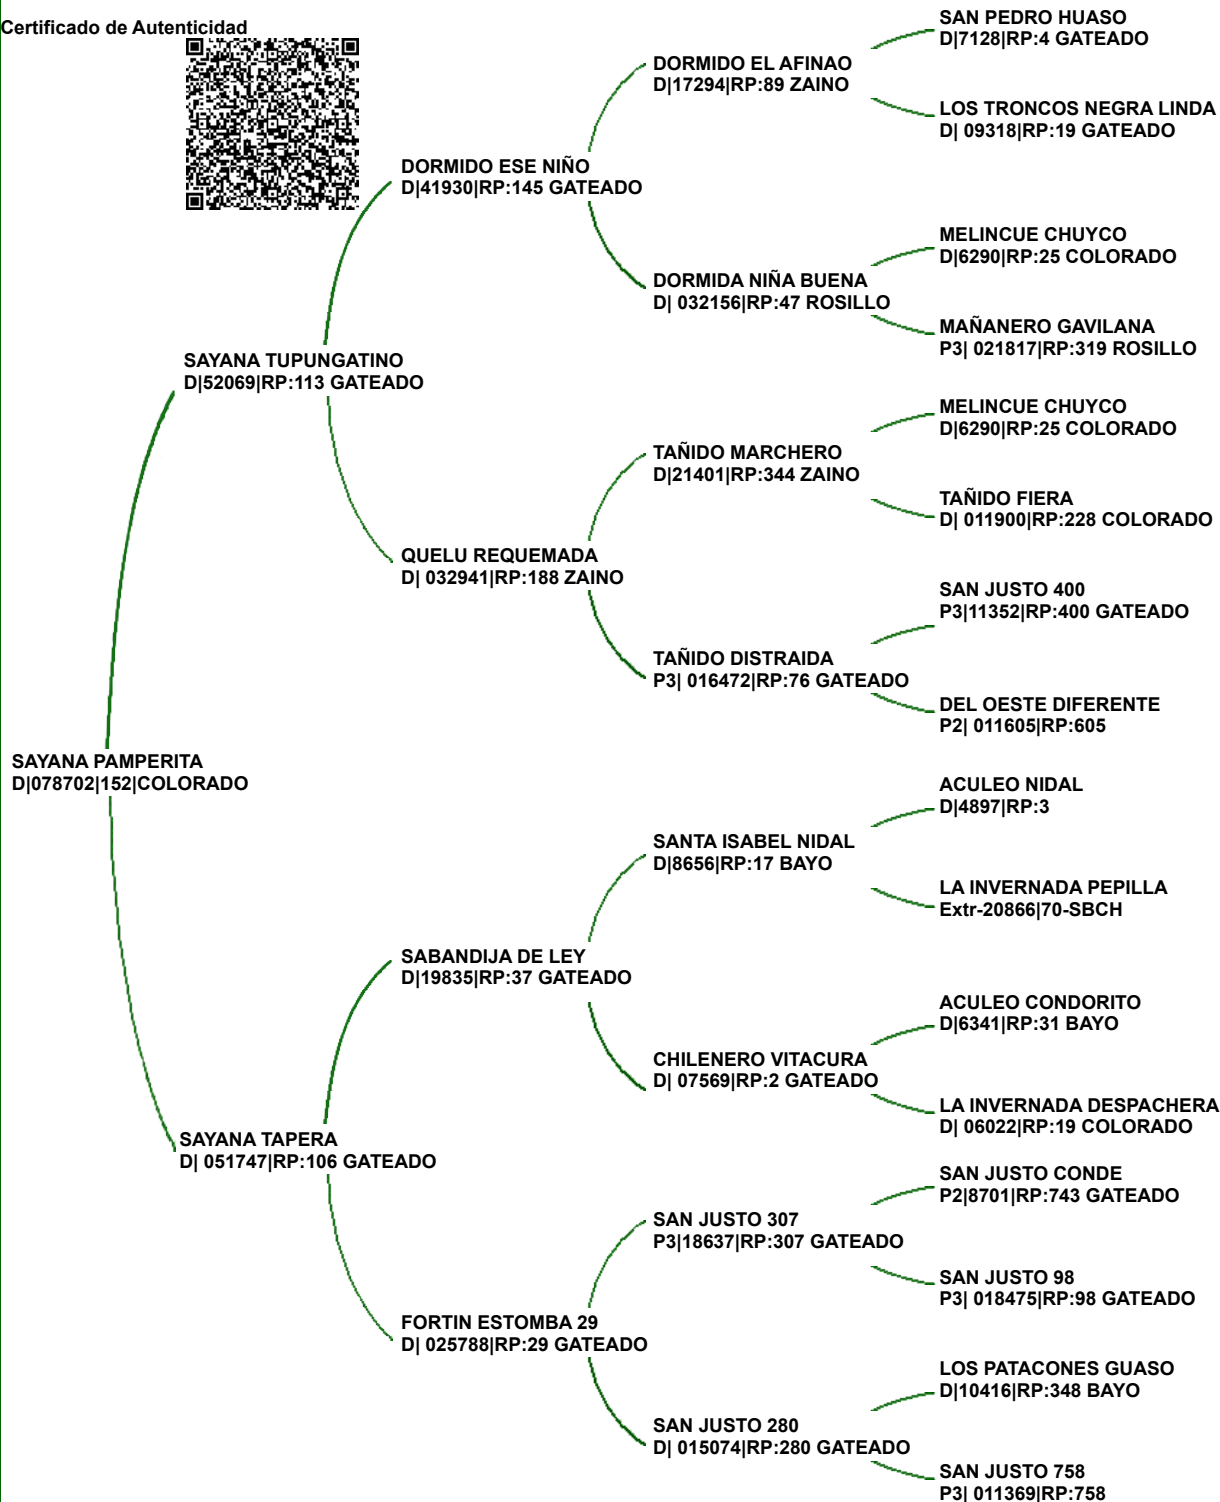 Certificado de Autenticidad
SAN PEDRO HUASO
D|7128|RP:4 GATEADO
DORMIDO EL AFINAO
D|17294|RP:89 ZAINO
LOS TRONCOS NEGRA LINDA
D| 09318|RP:19 GATEADO
DORMIDO ESE NIÑO
D|41930|RP:145 GATEADO
MELINCUE CHUYCO
D|6290|RP:25 COLORADO
DORMIDA NIÑA BUENA
D| 032156|RP:47 ROSILLO
MAÑANERO GAVILANA
P3| 021817|RP:319 ROSILLO
SAYANA TUPUNGATINO
D|52069|RP:113 GATEADO
MELINCUE CHUYCO
D|6290|RP:25 COLORADO
TAÑIDO MARCHERO
D|21401|RP:344 ZAINO
TAÑIDO FIERA
D| 011900|RP:228 COLORADO
QUELU REQUEMADA
D| 032941|RP:188 ZAINO
SAN JUSTO 400
P3|11352|RP:400 GATEADO
TAÑIDO DISTRAIDA
P3| 016472|RP:76 GATEADO
DEL OESTE DIFERENTE
P2| 011605|RP:605
SAYANA PAMPERITA
D|078702|152|COLORADO
ACULEO NIDAL
D|4897|RP:3
SANTA ISABEL NIDAL
D|8656|RP:17 BAYO
LA INVERNADA PEPILLA
Extr-20866|70-SBCH
SABANDIJA DE LEY
D|19835|RP:37 GATEADO
ACULEO CONDORITO
D|6341|RP:31 BAYO
CHILENERO VITACURA
D| 07569|RP:2 GATEADO
LA INVERNADA DESPACHERA
D| 06022|RP:19 COLORADO
SAYANA TAPERA
D| 051747|RP:106 GATEADO
SAN JUSTO CONDE
P2|8701|RP:743 GATEADO
SAN JUSTO 307
P3|18637|RP:307 GATEADO
SAN JUSTO 98
P3| 018475|RP:98 GATEADO
FORTIN ESTOMBA 29
D| 025788|RP:29 GATEADO
LOS PATACONES GUASO
D|10416|RP:348 BAYO
SAN JUSTO 280
D| 015074|RP:280 GATEADO
SAN JUSTO 758
P3| 011369|RP:758